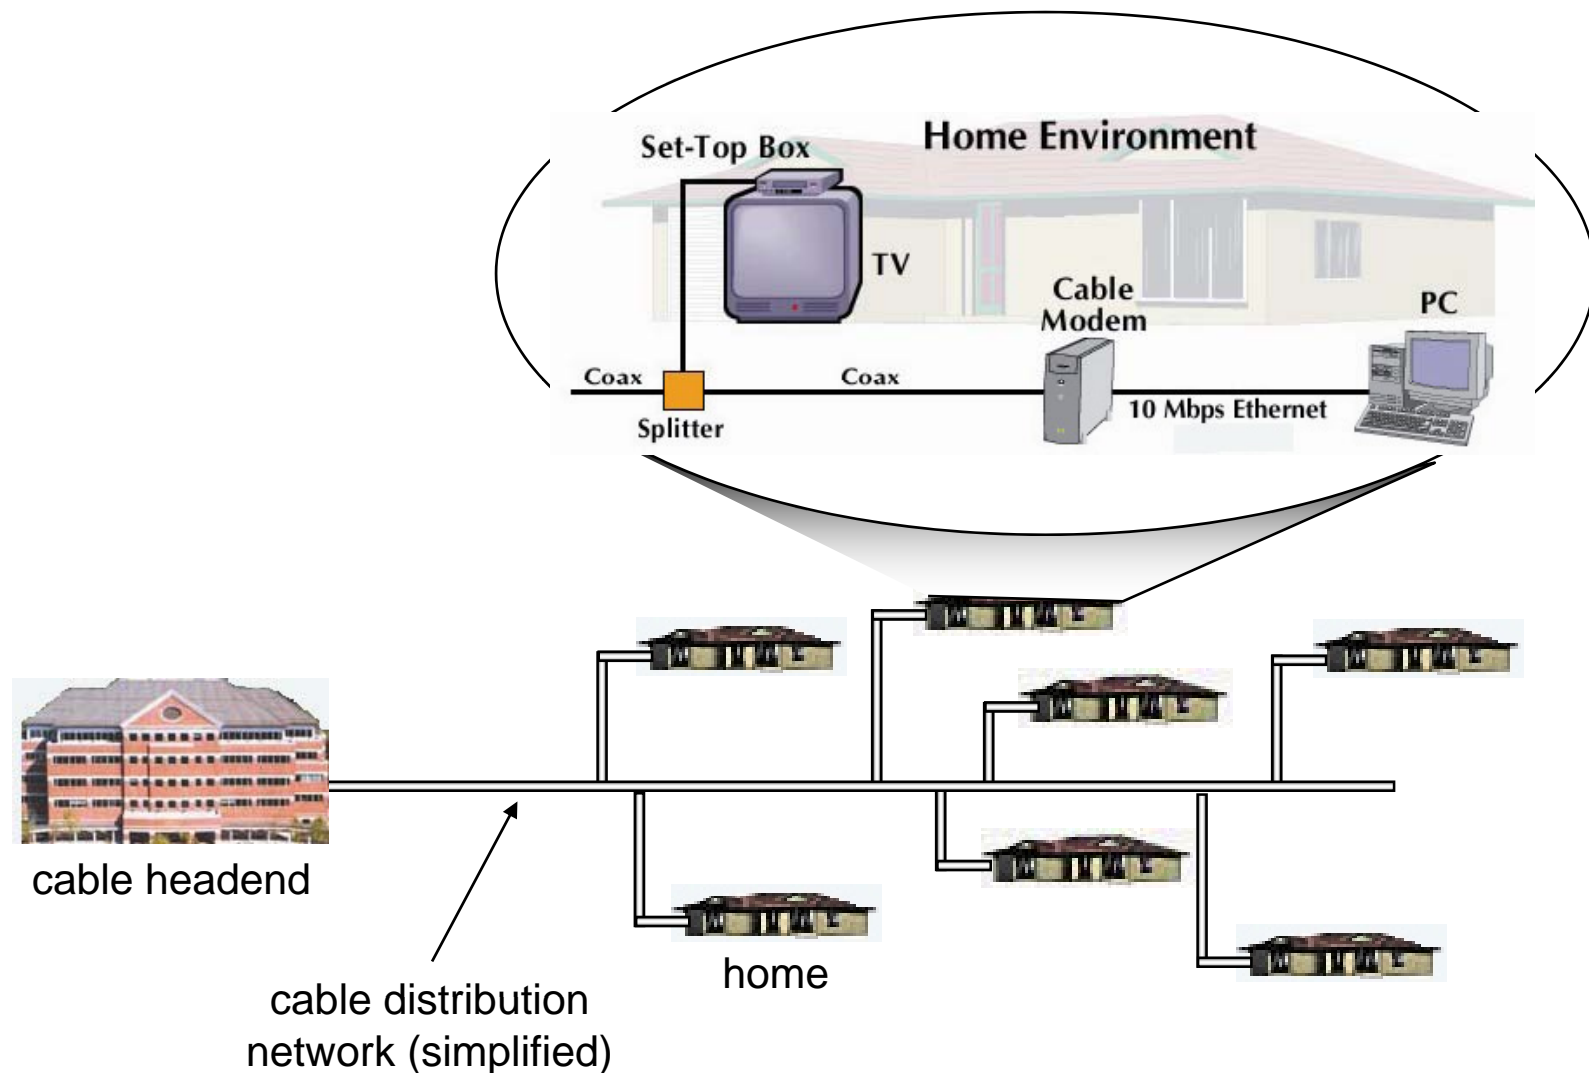 Home Environment
Set-Top Box
TV
Cable
Modem
PC
Coax
Coax
10 Mbps Ethernet
Splitter
cable headend
home
cable distribution
network (simplified)